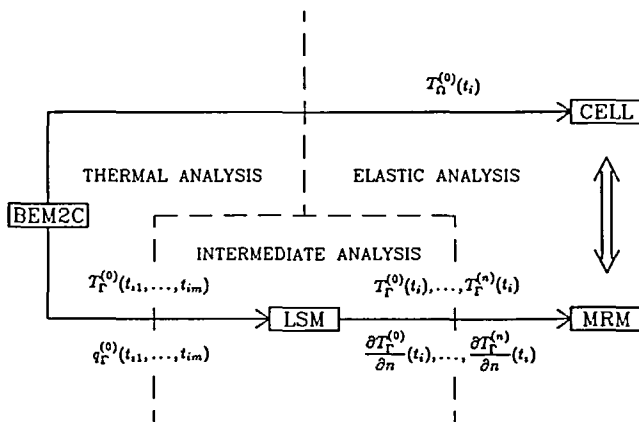 T_Ω^(0)(t_i)
CELL
THERMAL ANALYSIS
ELASTIC ANALYSIS
BEM2C
INTERMEDIATE ANALYSIS
T_Γ^(0)(t_i1,...,t_im)
T_Γ^(0)(t_i),...,T_Γ^(n)(t_i)
LSM
MRM
q_Γ^(0)(t_i1,...,t_im)
∂T_Γ^(0)/∂n (t_i),...,∂T_Γ^(n)/∂n (t_i)